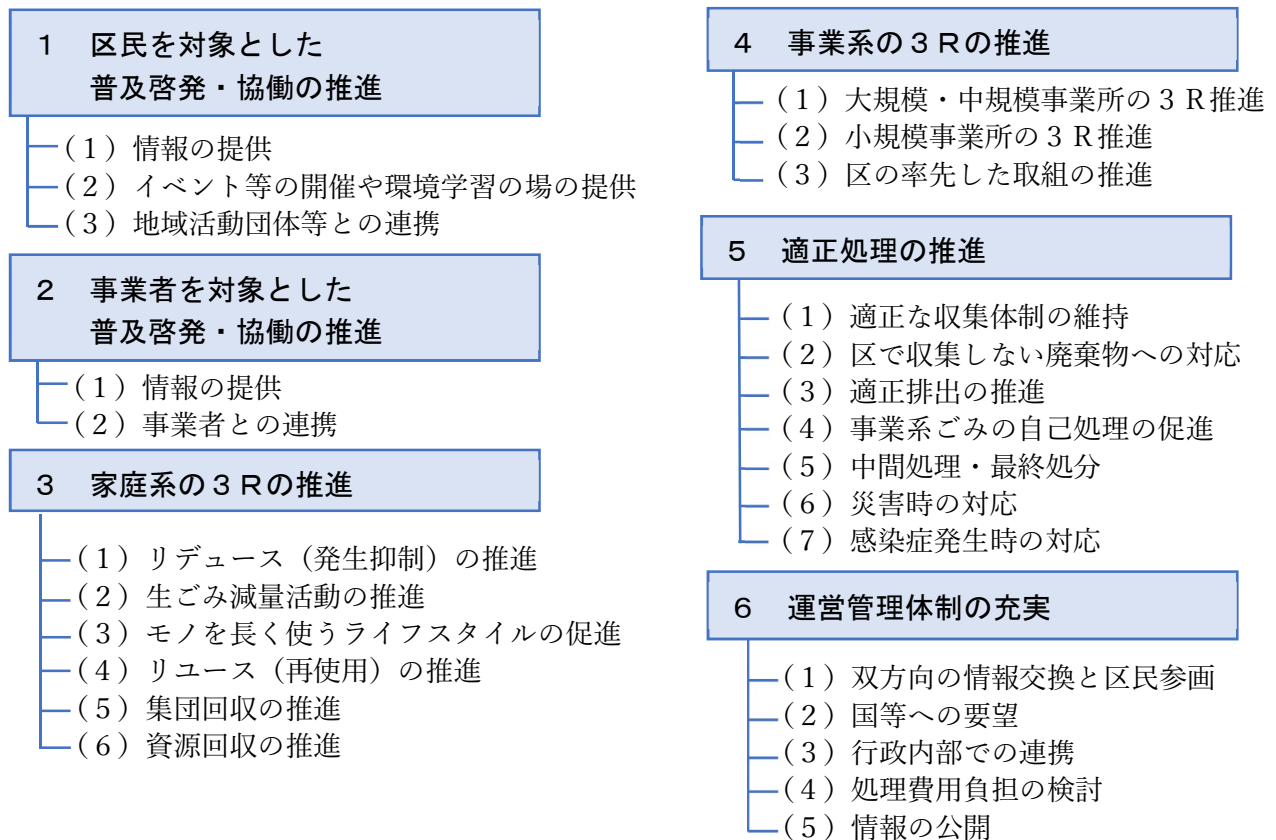 1　区民を対象とした
普及啓発・協働の推進
(1) 情報の提供
(2) イベント等の開催や環境学習の場の提供
(3) 地域活動団体等との連携
2　事業者を対象とした
普及啓発・協働の推進
(1) 情報の提供
(2) 事業者との連携
3　家庭系の3Rの推進
(1) リデュース（発生抑制）の推進
(2) 生ごみ減量活動の推進
(3) モノを長く使うライフスタイルの促進
(4) リユース（再使用）の推進
(5) 集団回収の推進
(6) 資源回収の推進
4　事業系の3Rの推進
(1) 大規模・中規模事業所の3R推進
(2) 小規模事業所の3R推進
(3) 区の率先した取組の推進
5　適正処理の推進
(1) 適正な収集体制の維持
(2) 区で収集しない廃棄物への対応
(3) 適正排出の推進
(4) 事業系ごみの自己処理の促進
(5) 中間処理・最終処分
(6) 災害時の対応
(7) 感染症発生時の対応
6　運営管理体制の充実
(1) 双方向の情報交換と区民参画
(2) 国等への要望
(3) 行政内部での連携
(4) 処理費用負担の検討
(5) 情報の公開